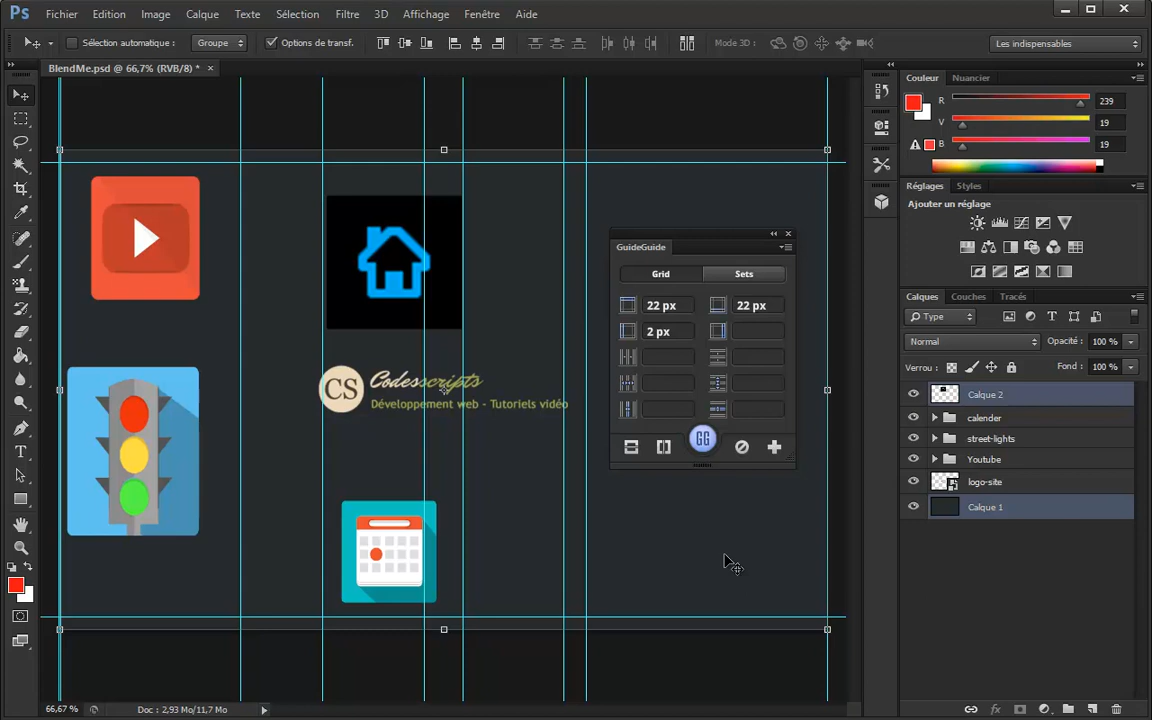 Ps Fichier Edition Image Calque Texte Sélection Filtre 3D Affichage Fenêtre Aide
Sélection automatique : Groupe Options de transf. Mode 3D : Les indispensables
BlendMe.psd @ 66,7% (RVB/8) * ×
Couleur Nuancier
R 239
V 19
B 19
Réglages Styles
Ajouter un réglage
GuideGuide
Grid Sets
22 px 22 px
2 px
GG
CS Codesscripts
Développement web - Tutoriels vidéo
Calques Couches Tracés
Type
Normal Opacité : 100 %
Verrou : Fond : 100 %
Calque 2
calender
street-lights
Youtube
logo-site
Calque 1
fx
66,67 % Doc : 2,93 Mo/11,7 Mo